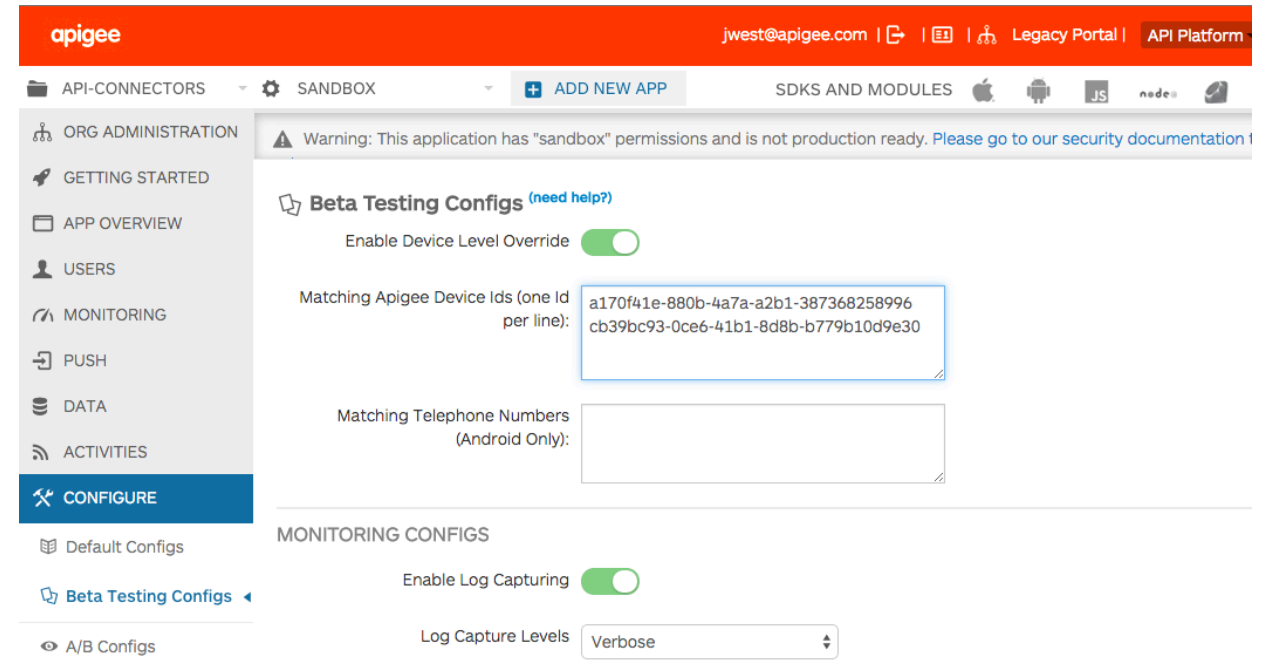 apigee
jwest@apigee.com | | | Legacy Portal | API Platform
API-CONNECTORS SANDBOX ADD NEW APP SDKS AND MODULES JS node
ORG ADMINISTRATION
Warning: This application has "sandbox" permissions and is not production ready. Please go to our security documentation
GETTING STARTED
APP OVERVIEW
USERS
MONITORING
PUSH
DATA
ACTIVITIES
CONFIGURE
Default Configs
Beta Testing Configs
A/B Configs
Beta Testing Configs (need help?)
Enable Device Level Override
Matching Apigee Device Ids (one Id
per line):
a170f41e-880b-4a7a-a2b1-387368258996
cb39bc93-0ce6-41b1-8d8b-b779b10d9e30
Matching Telephone Numbers
(Android Only):
MONITORING CONFIGS
Enable Log Capturing
Log Capture Levels Verbose